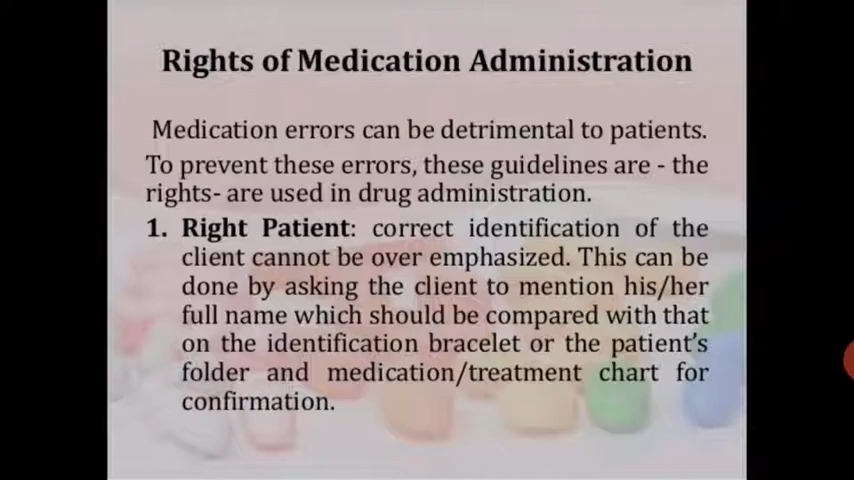 Rights of Medication Administration
Medication errors can be detrimental to patients.
To prevent these errors, these guidelines are - the
rights- are used in drug administration.
1. Right Patient: correct identification of the
client cannot be over emphasized. This can be
done by asking the client to mention his/her
full name which should be compared with that
on the identification bracelet or the patient's
folder and medication/treatment chart for
confirmation.